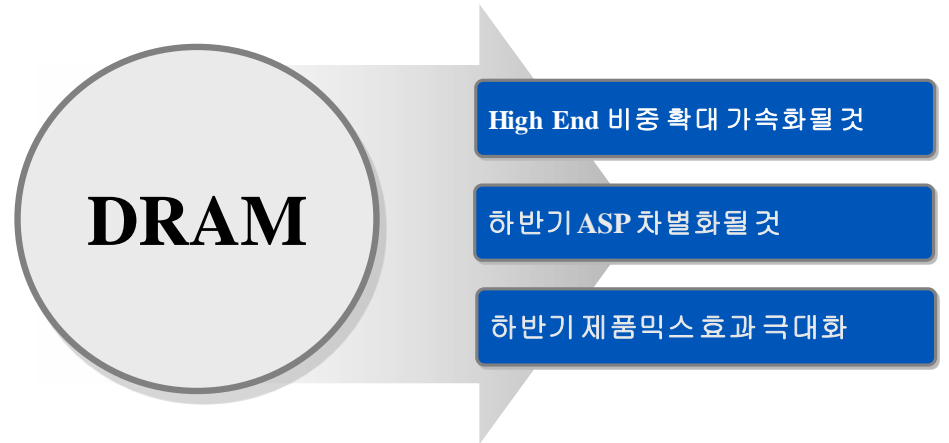 DRAM
High End 비중 확대 가속화될 것
하반기 ASP 차별화될 것
하반기 제품믹스 효과 극대화